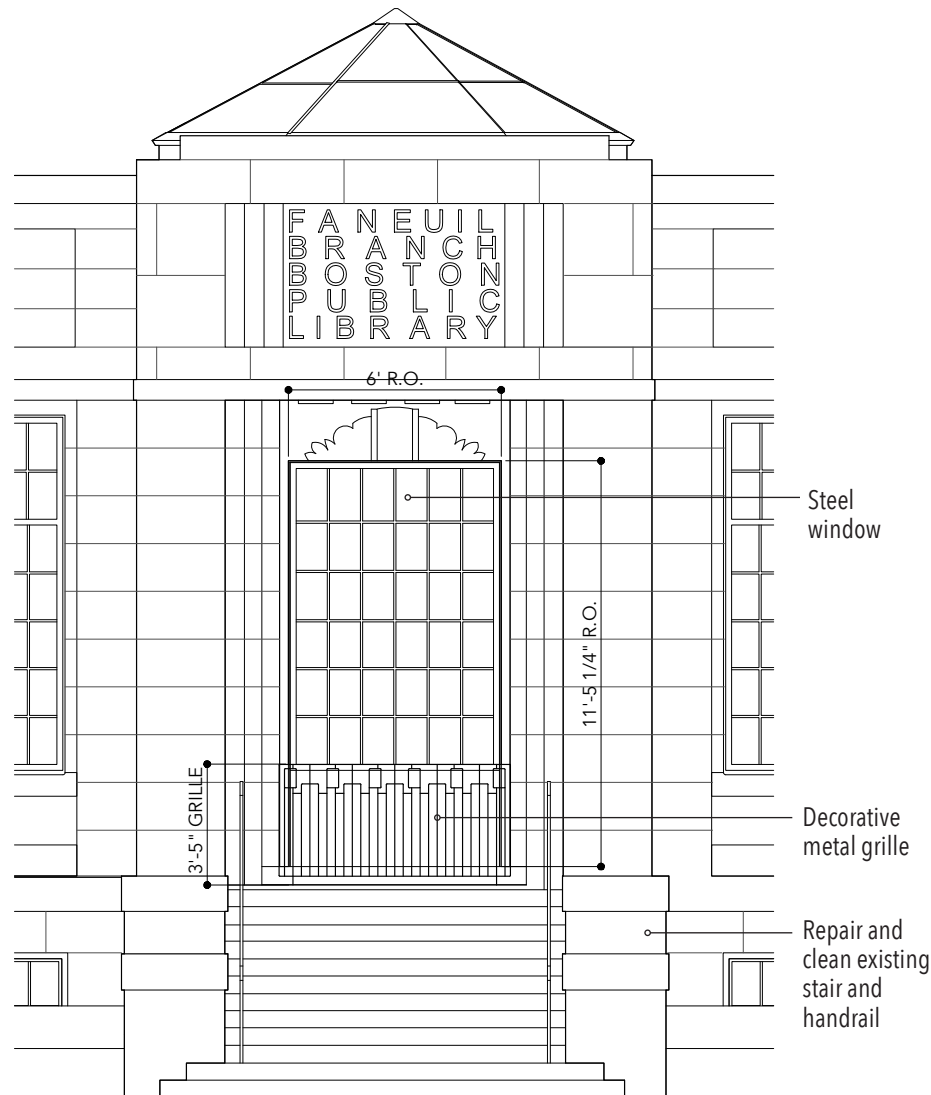 FANEUIL
BRANCH
BOSTON
PUBLIC
LIBRARY
6' R.O.
Steel
window
11'-5 1/4" R.O.
3'-5" GRILLE
Decorative
metal grille
Repair and
clean existing
stair and
handrail